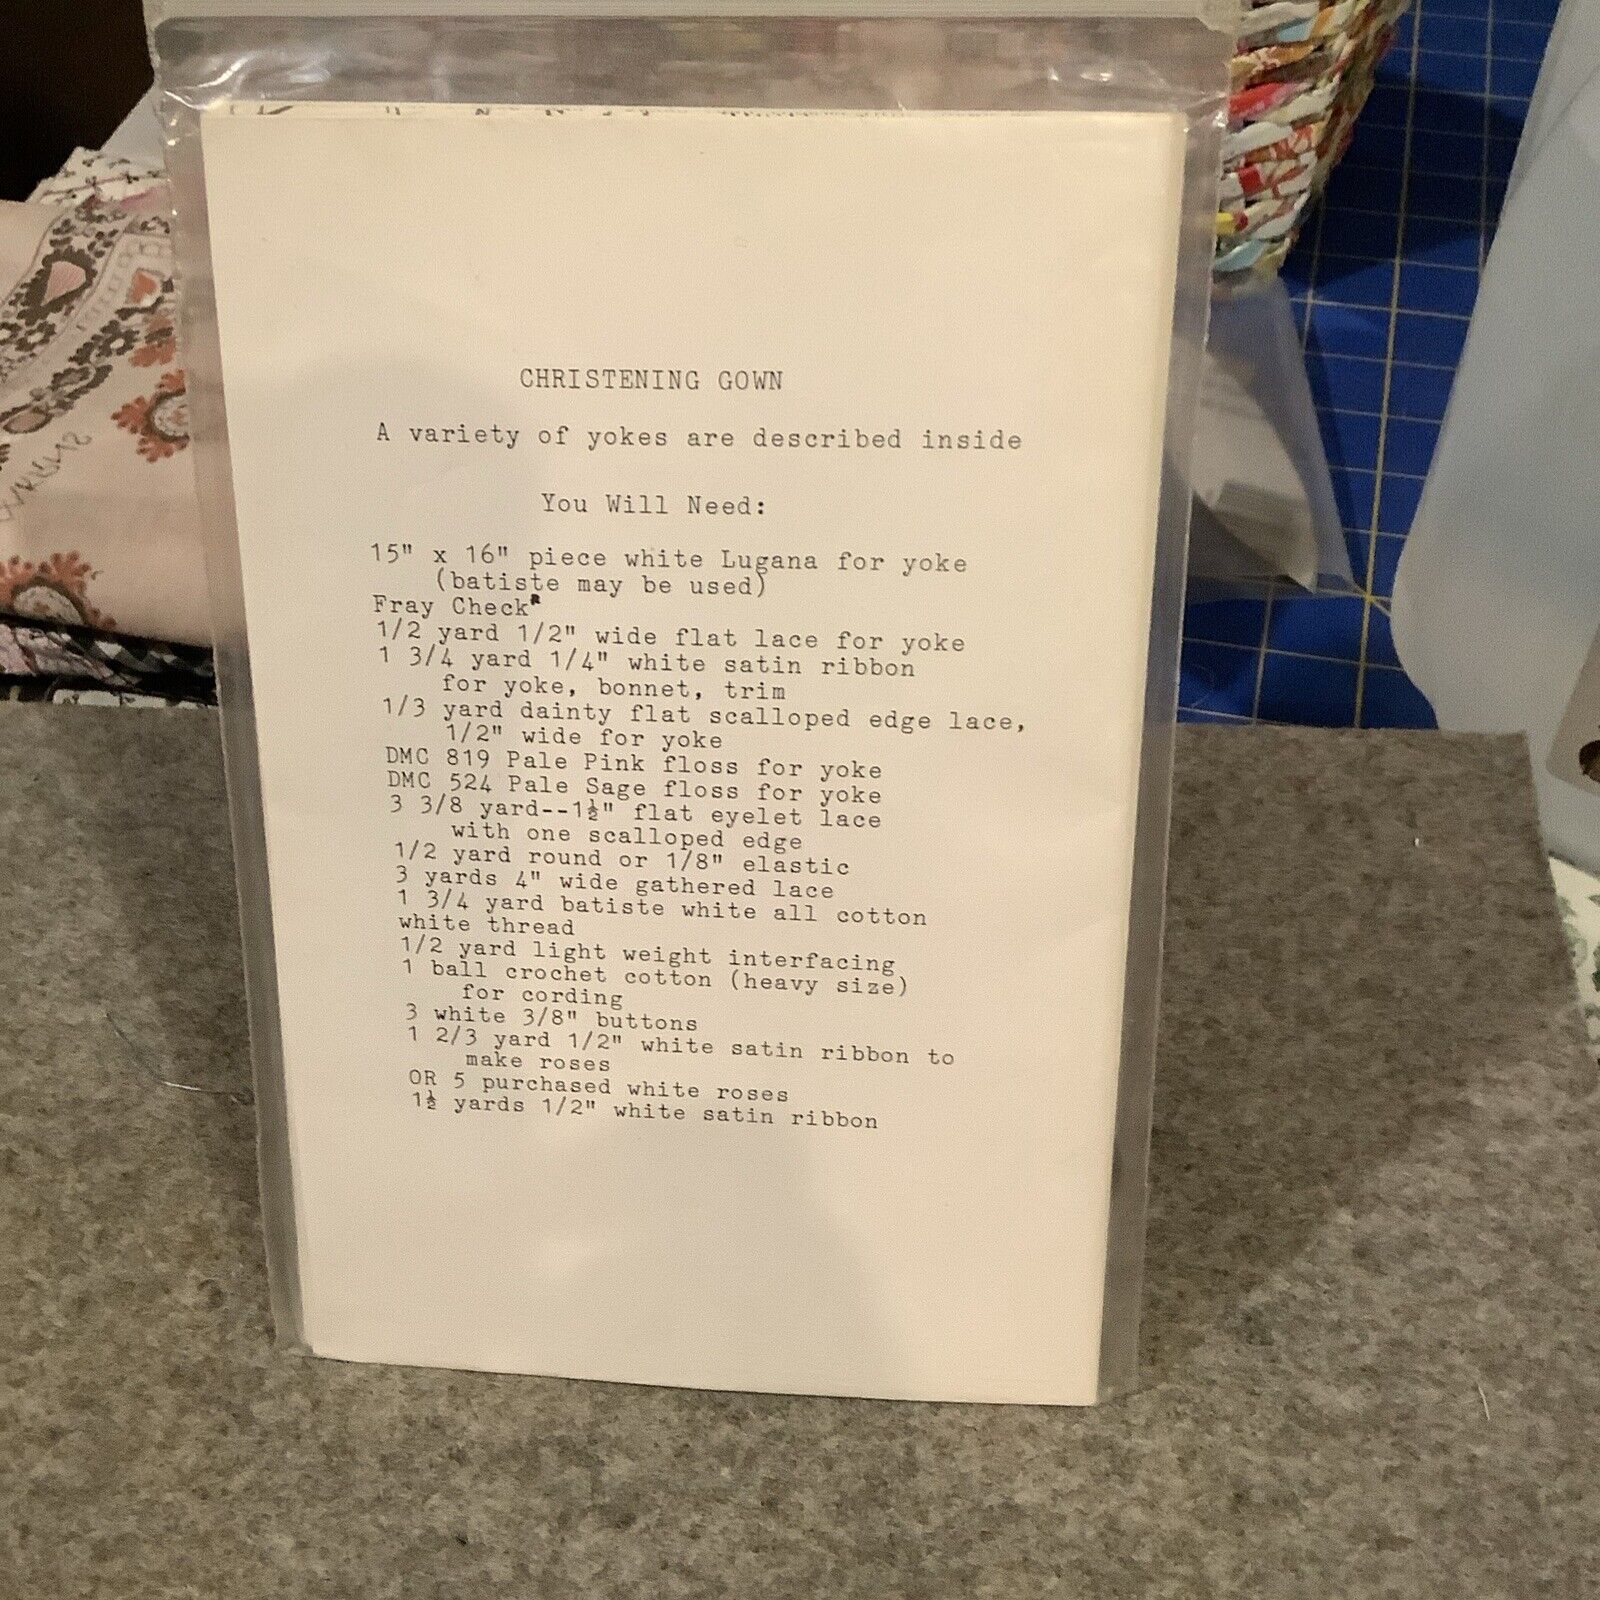 CHRISTENING GOWN
A variety of yokes are described inside
You Will Need:
15" x 16" piece white Lugana for yoke
(batiste may be used)
Fray Check
1/2 yard 1/2" wide flat lace for yoke
1 3/4 yard 1/4" white satin ribbon
for yoke, bonnet, trim
1/3 yard dainty flat scalloped edge lace,
1/2" wide for yoke
DMC 819 Pale Pink floss for yoke
DMC 524 Pale Sage floss for yoke
3 3/8 yard--1½" flat eyelet lace
with one scalloped edge
1/2 yard round or 1/8" elastic
3 yards 4" wide gathered lace
1 3/4 yard batiste white all cotton
white thread
1/2 yard light weight interfacing
1 ball crochet cotton (heavy size)
for cording
3 white 3/8" buttons
1 2/3 yard 1/2" white satin ribbon to
make roses
OR 5 purchased white roses
1½ yards 1/2" white satin ribbon